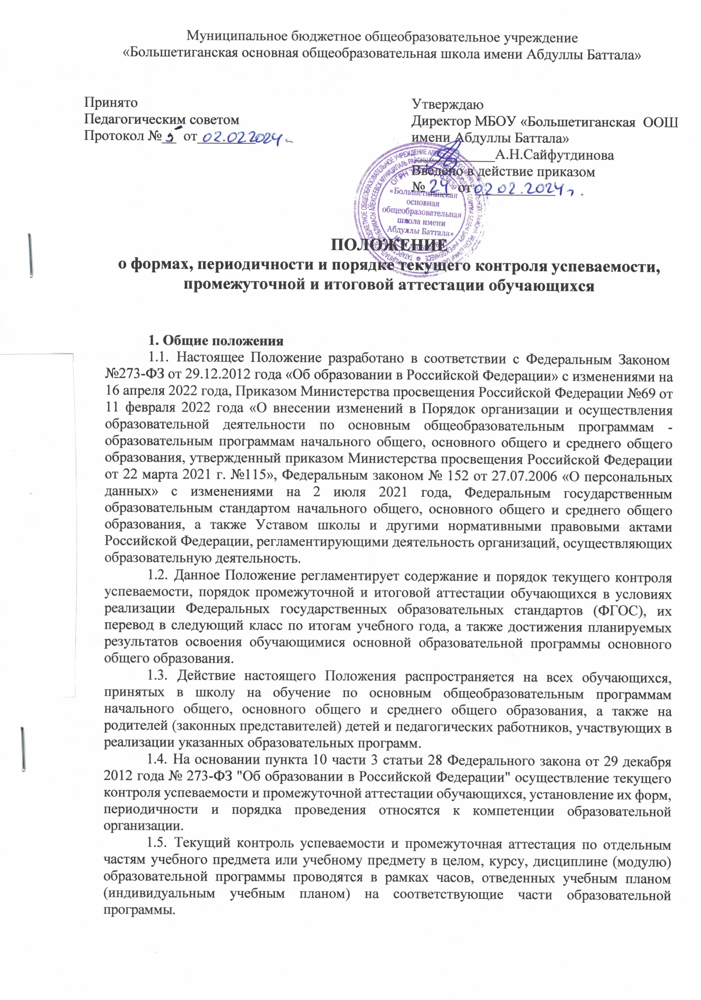 Муниципальное бюджетное общеобразовательное учреждение
«Большетиганская основная общеобразовательная школа имени Абдуллы Баттала»
Принято
Педагогическим советом
Протокол № 5 от 02.02.2024г.
Утверждаю
Директор МБОУ «Большетиганская ООШ
имени Абдуллы Баттала»
____________А.Н.Сайфутдинова
Введено в действие приказом
№ 24 от 02.02.2024г.
«Большетиганская
основная
общеобразовательная
школа имени
Абдуллы Баттала»
ПОЛОЖЕНИЕ
о формах, периодичности и порядке текущего контроля успеваемости,
промежуточной и итоговой аттестации обучающихся
1. Общие положения
1.1. Настоящее Положение разработано в соответствии с Федеральным Законом
№273-ФЗ от 29.12.2012 года «Об образовании в Российской Федерации» с изменениями на
16 апреля 2022 года, Приказом Министерства просвещения Российской Федерации №69 от
11 февраля 2022 года «О внесении изменений в Порядок организации и осуществления
образовательной деятельности по основным общеобразовательным программам -
образовательным программам начального общего, основного общего и среднего общего
образования, утвержденный приказом Министерства просвещения Российской Федерации
от 22 марта 2021 г. №115», Федеральным законом № 152 от 27.07.2006 «О персональных
данных» с изменениями на 2 июля 2021 года, Федеральным государственным
образовательным стандартом начального общего, основного общего и среднего общего
образования, а также Уставом школы и другими нормативными правовыми актами
Российской Федерации, регламентирующими деятельность организаций, осуществляющих
образовательную деятельность.
1.2. Данное Положение регламентирует содержание и порядок текущего контроля
успеваемости, порядок промежуточной и итоговой аттестации обучающихся в условиях
реализации Федеральных государственных образовательных стандартов (ФГОС), их
перевод в следующий класс по итогам учебного года, а также достижения планируемых
результатов освоения обучающимися основной образовательной программы основного
общего образования.
1.3. Действие настоящего Положения распространяется на всех обучающихся,
принятых в школу на обучение по основным общеобразовательным программам
начального общего, основного общего и среднего общего образования, а также на
родителей (законных представителей) детей и педагогических работников, участвующих в
реализации указанных образовательных программ.
1.4. На основании пункта 10 части 3 статьи 28 Федерального закона от 29 декабря
2012 года № 273-ФЗ "Об образовании в Российской Федерации" осуществление текущего
контроля успеваемости и промежуточной аттестации обучающихся, установление их форм,
периодичности и порядка проведения относятся к компетенции образовательной
организации.
1.5. Текущий контроль успеваемости и промежуточная аттестация по отдельным
частям учебного предмета или учебному предмету в целом, курсу, дисциплине (модулю)
образовательной программы проводятся в рамках часов, отведенных учебным планом
(индивидуальным учебным планом) на соответствующие части образовательной
программы.